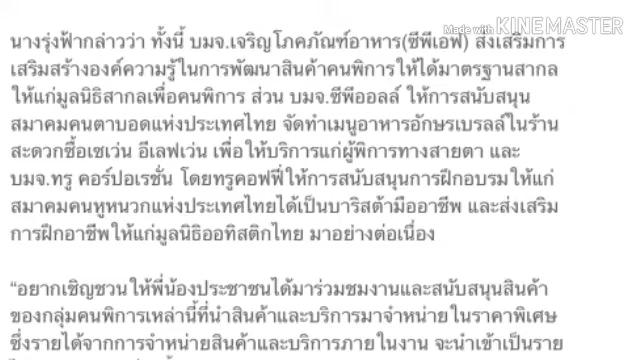 Made with KINEMASTER
นางรุ่งฟ้ากล่าวว่า ทั้งนี้ บมจ.เจริญโภคภัณฑ์อาหาร(ซีพีเอฟ) ส่งเสริมการ
เสริมสร้างองค์ความรู้ในการพัฒนาสินค้าคนพิการให้ได้มาตรฐานสากล
ให้แก่มูลนิธิสากลเพื่อคนพิการ ส่วน บมจ.ซีพีออลล์ ให้การสนับสนุน
สมาคมคนตาบอดแห่งประเทศไทย จัดทำเมนูอาหารอักษรเบรลล์ในร้าน
สะดวกซื้อเซเว่น อีเลฟเว่น เพื่อให้บริการแก่ผู้พิการทางสายตา และ
บมจ.ทรู คอร์ปอเรชั่น โดยทรูคอฟฟี่ให้การสนับสนุนการฝึกอบรมให้แก่
สมาคมคนหูหนวกแห่งประเทศไทยได้เป็นบาริสต้ามืออาชีพ และส่งเสริม
การฝึกอาชีพให้แก่มูลนิธิออทิสติกไทย มาอย่างต่อเนื่อง
“อยากเชิญชวนให้พี่น้องประชาชนได้มาร่วมชมงานและสนับสนุนสินค้า
ของกลุ่มคนพิการเหล่านี้ที่นำสินค้าและบริการมาจำหน่ายในราคาพิเศษ
ซึ่งรายได้จากการจำหน่ายสินค้าและบริการภายในงาน จะนำเข้าเป็นราย